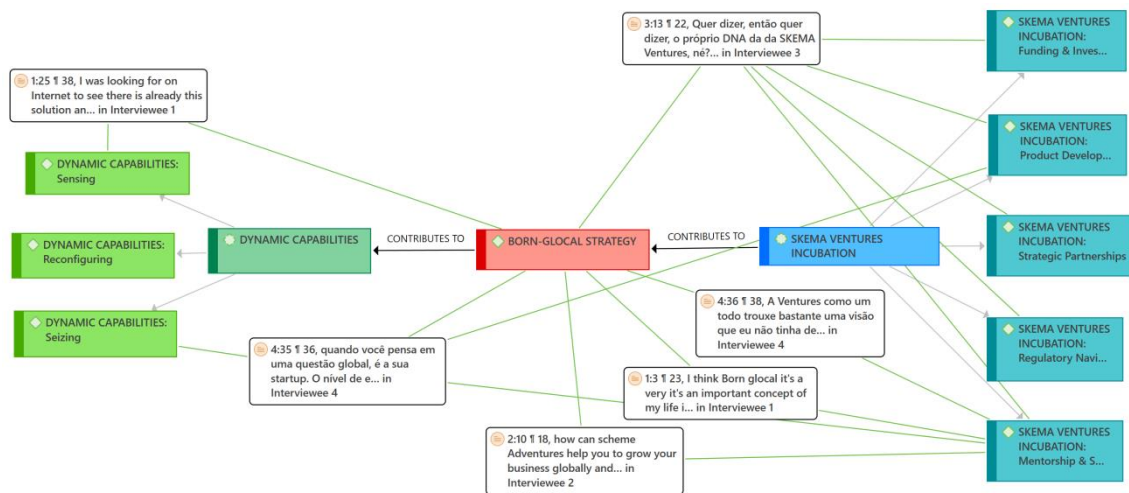 3:13 ¶ 22, Quer dizer, então quer
dizer, o próprio DNA da da SKEMA
Ventures, né?... in Interviewee 3
SKEMA VENTURES
INCUBATION:
Funding & Inves...
1:25 ¶ 38, I was looking for on
Internet to see there is already this
solution an... in Interviewee 1
SKEMA VENTURES
INCUBATION:
Product Develop...
DYNAMIC CAPABILITIES:
Sensing
DYNAMIC CAPABILITIES:
Reconfiguring
DYNAMIC CAPABILITIES
CONTRIBUTES TO
BORN-GLOCAL STRATEGY
CONTRIBUTES TO
SKEMA VENTURES
INCUBATION
SKEMA VENTURES
INCUBATION:
Strategic Partnerships
DYNAMIC CAPABILITIES:
Seizing
4:36 ¶ 38, A Ventures como um
todo trouxe bastante uma visão
que eu não tinha de... in
Interviewee 4
SKEMA VENTURES
INCUBATION:
Regulatory Navi...
4:35 ¶ 36, quando você pensa em
uma questão global, é a sua
startup. O nível de e... in
Interviewee 4
1:3 ¶ 23, I think Born glocal it's a
very it's an important concept of
my life i... in Interviewee 1
2:10 ¶ 18, how can scheme
Adventures help you to grow your
business globally and... in
Interviewee 2
SKEMA VENTURES
INCUBATION:
Mentorship & S...